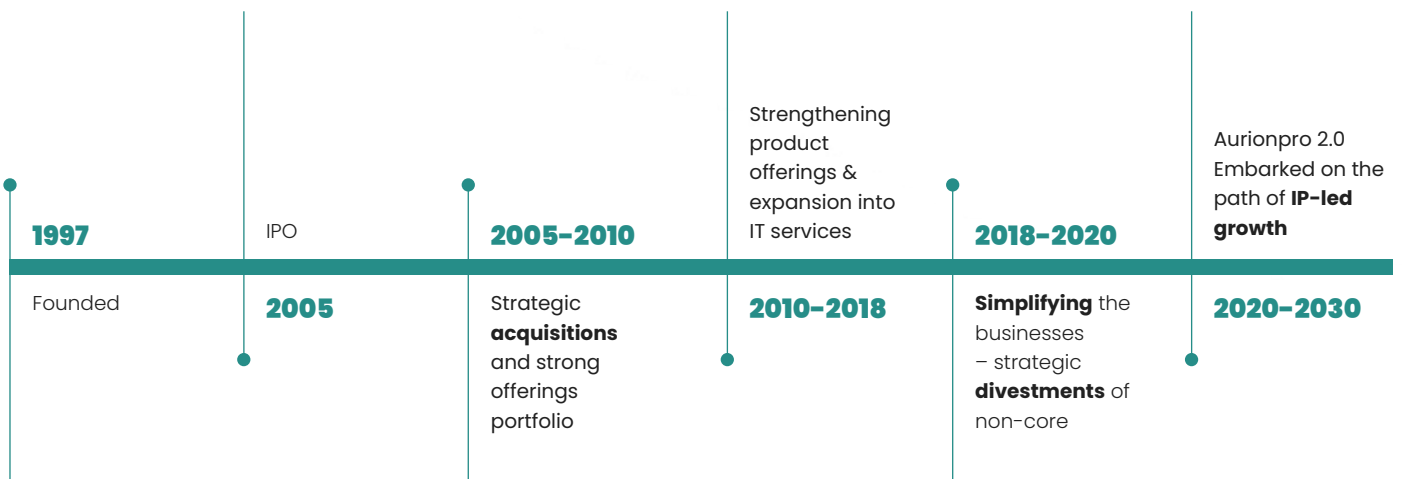 1997
Founded
IPO
2005
2005-2010
Strategic
acquisitions
and strong
offerings
portfolio
Strengthening
product
offerings &
expansion into
IT services
2010-2018
2018-2020
Simplifying the
businesses
– strategic
divestments of
non-core
Aurionpro 2.0
Embarked on the
path of IP-led
growth
2020-2030